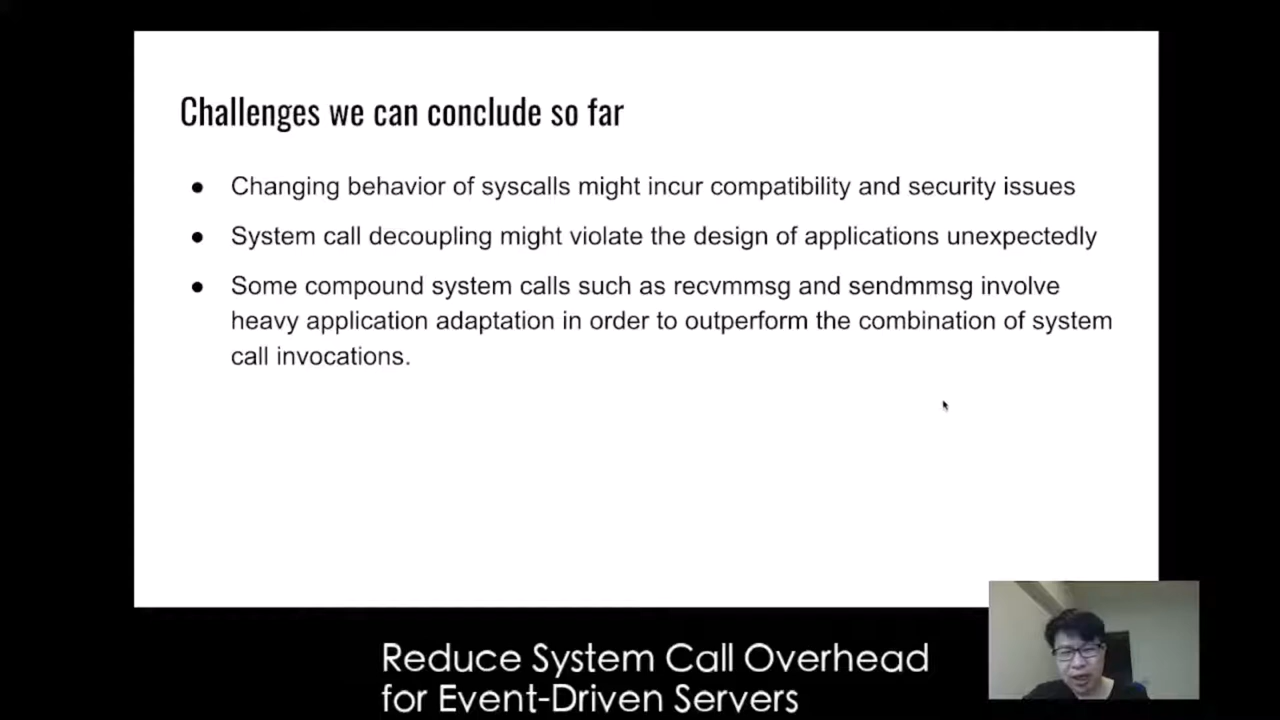 Challenges we can conclude so far
● Changing behavior of syscalls might incur compatibility and security issues
● System call decoupling might violate the design of applications unexpectedly
● Some compound system calls such as recvmmsg and sendmmsg involve
heavy application adaptation in order to outperform the combination of system
call invocations.
Reduce System Call Overhead
for Event-Driven Servers